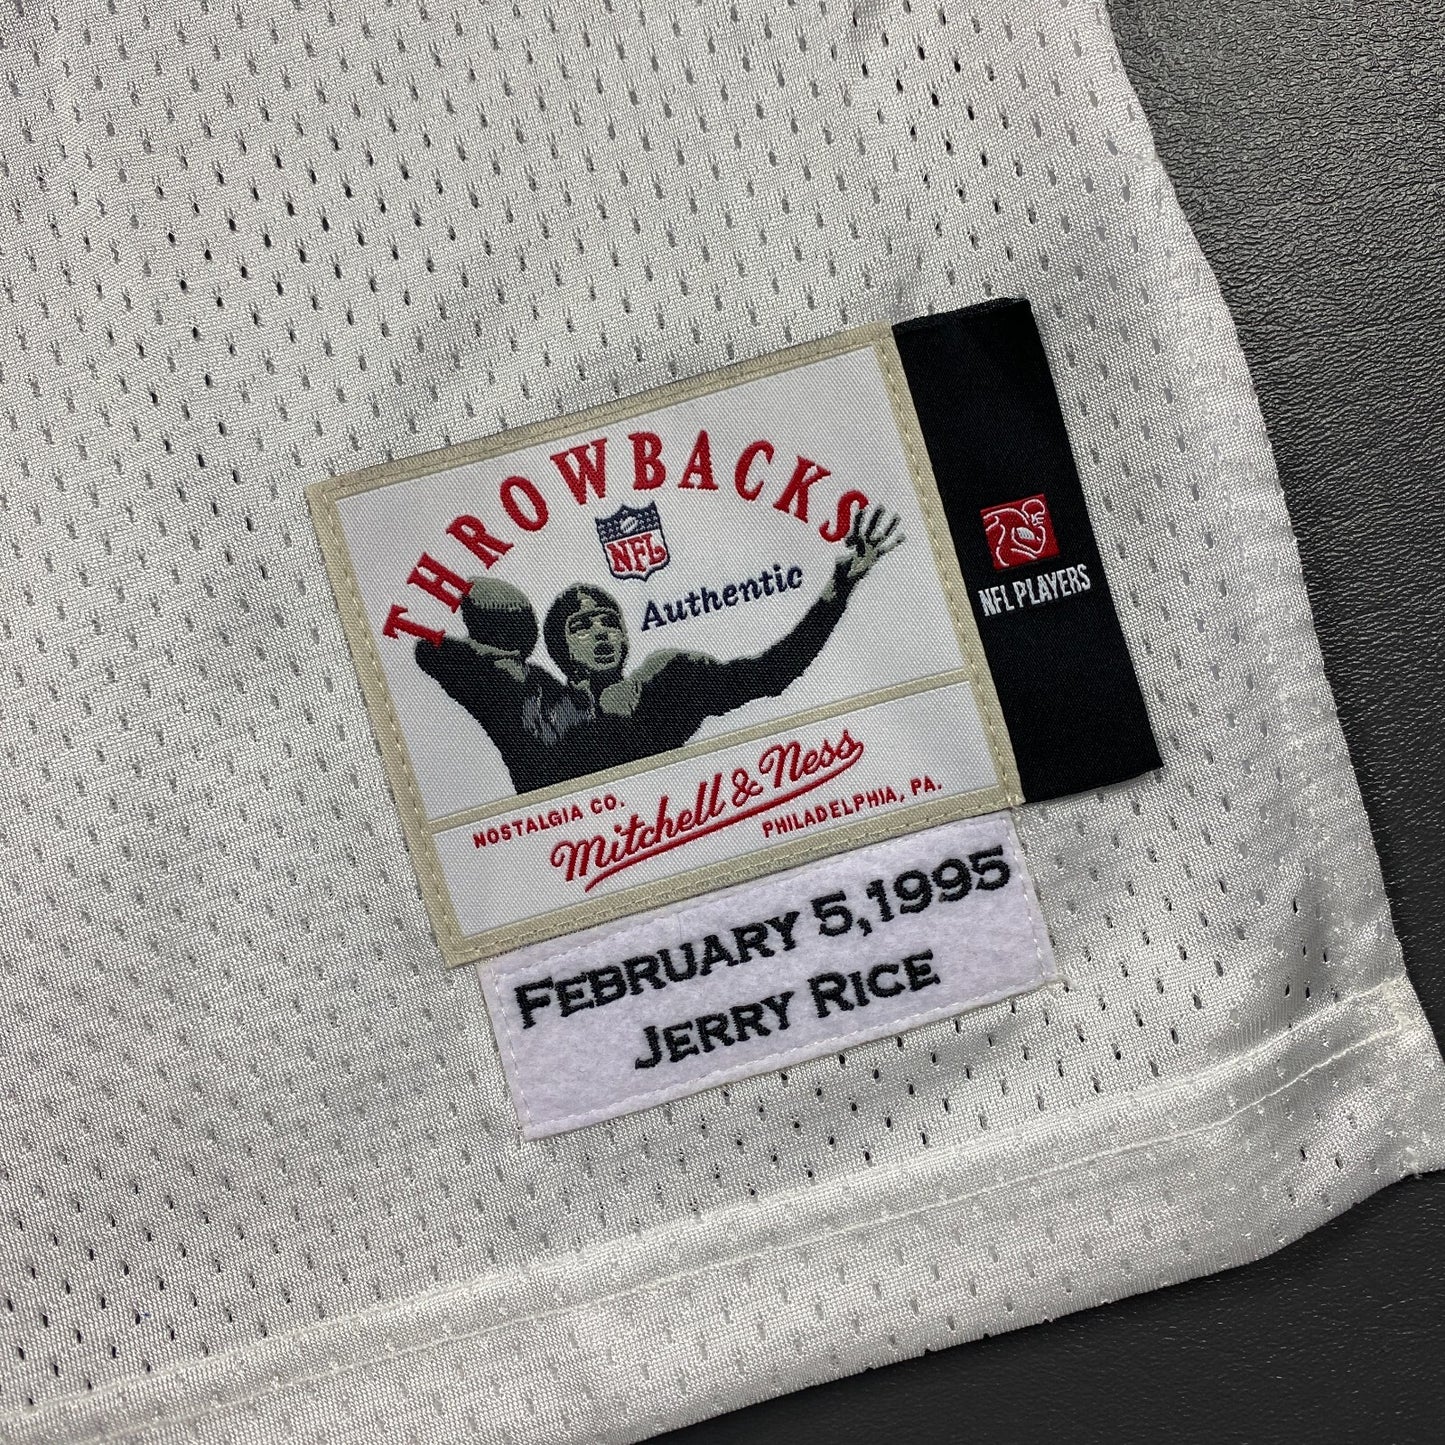 THROWBACKS
NFL
Authentic
NFL PLAYERS
NOSTALGIA CO.
Mitchell & Ness
PHILADELPHIA, PA.
FEBRUARY 5,1995
JERRY RICE